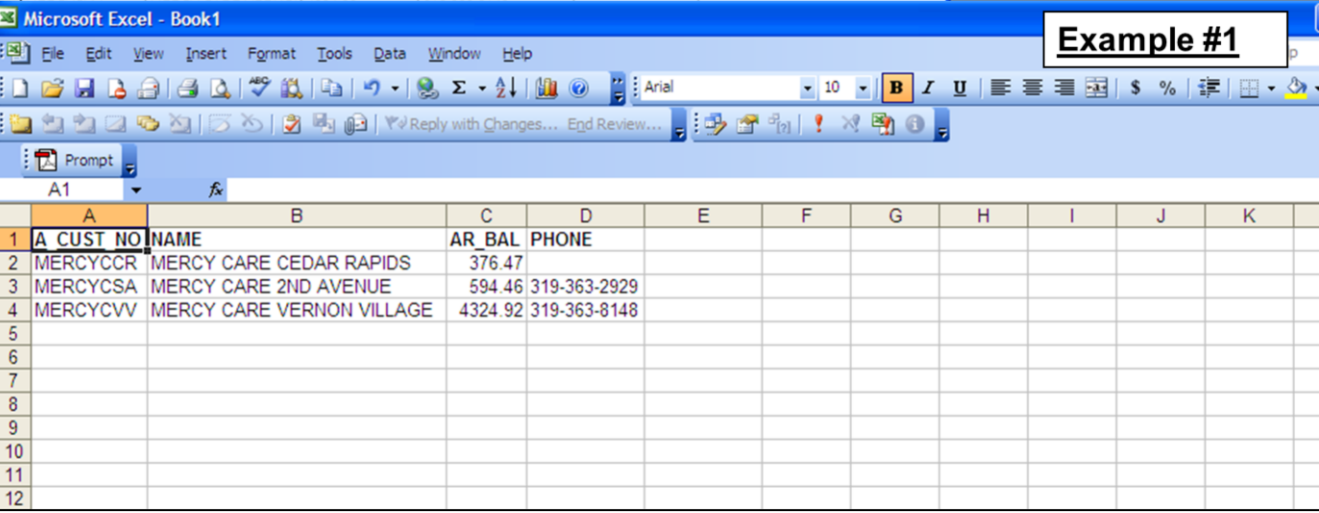 Microsoft Excel - Book1
Example #1
File Edit View Insert Format Tools Data Window Help
ABC Σ Arial 10 B I U $ %
Reply with Changes... End Review...
Prompt
A1 fx
A B C D E F G H I J K
1 A_CUST_NO NAME AR_BAL PHONE
2 MERCYCCR MERCY CARE CEDAR RAPIDS 376.47
3 MERCYCSA MERCY CARE 2ND AVENUE 594.46 319-363-2929
4 MERCYCVV MERCY CARE VERNON VILLAGE 4324.92 319-363-8148
5
6
7
8
9
10
11
12